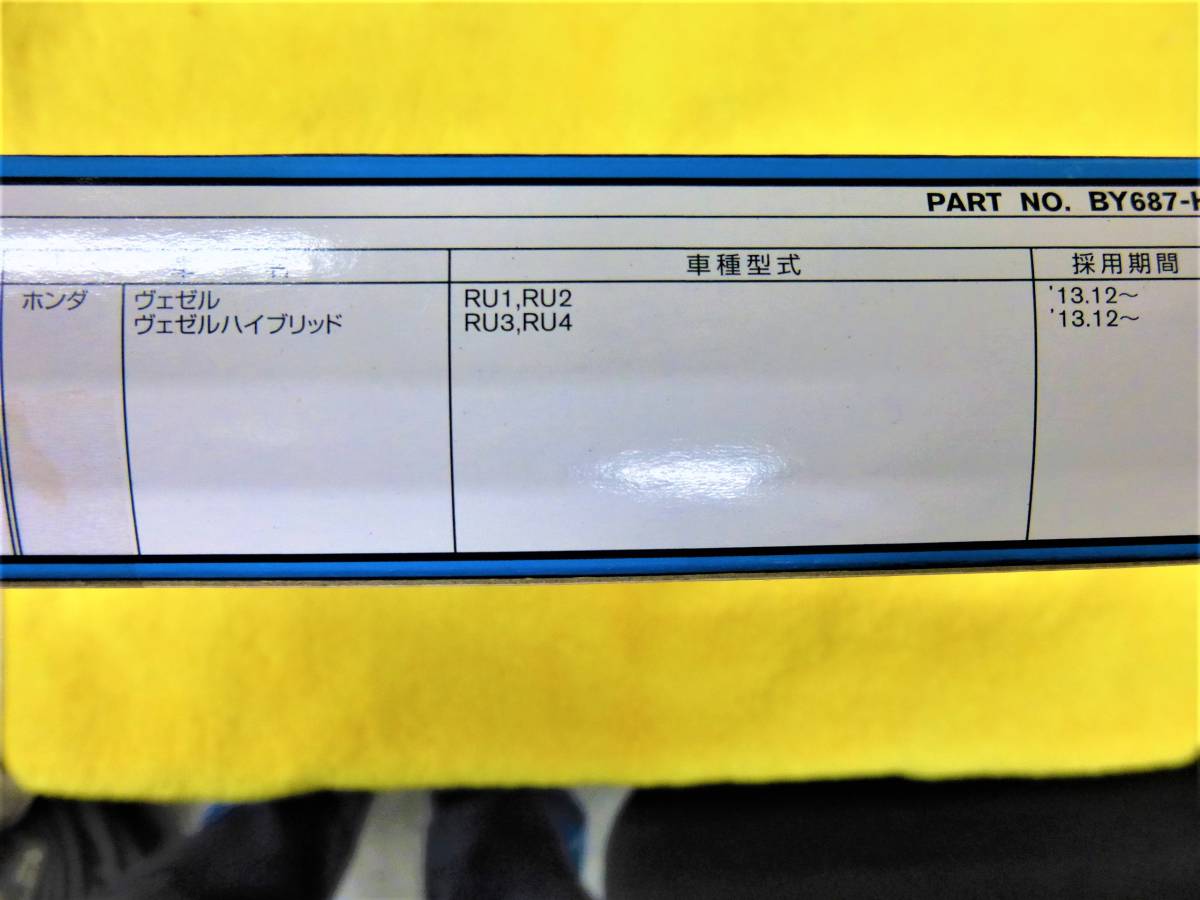 PART NO. BY687-H
車種型式 採用期間
ホンダ ヴェゼル RU1,RU2 '13.12～
ヴェゼルハイブリッド RU3,RU4 '13.12～